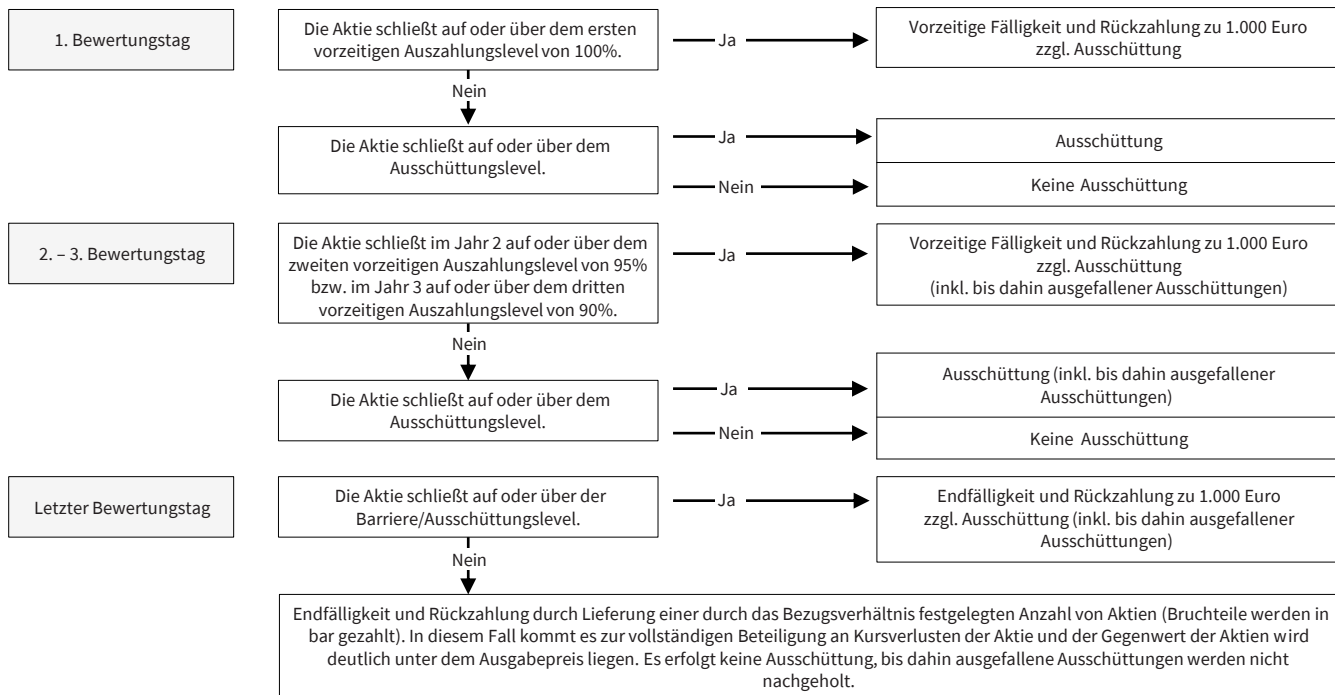 1. Bewertungstag
Die Aktie schließt auf oder über dem ersten
vorzeitigen Auszahlungslevel von 100%.
Ja
Vorzeitige Fälligkeit und Rückzahlung zu 1.000 Euro
zzgl. Ausschüttung
Nein
Die Aktie schließt auf oder über dem
Ausschüttungslevel.
Ja
Ausschüttung
Nein
Keine Ausschüttung
2. – 3. Bewertungstag
Die Aktie schließt im Jahr 2 auf oder über dem
zweiten vorzeitigen Auszahlungslevel von 95%
bzw. im Jahr 3 auf oder über dem dritten
vorzeitigen Auszahlungslevel von 90%.
Ja
Vorzeitige Fälligkeit und Rückzahlung zu 1.000 Euro
zzgl. Ausschüttung
(inkl. bis dahin ausgefallener Ausschüttungen)
Nein
Die Aktie schließt auf oder über dem
Ausschüttungslevel.
Ja
Ausschüttung (inkl. bis dahin ausgefallener
Ausschüttungen)
Nein
Keine Ausschüttung
Letzter Bewertungstag
Die Aktie schließt auf oder über der
Barriere/Ausschüttungslevel.
Ja
Endfälligkeit und Rückzahlung zu 1.000 Euro
zzgl. Ausschüttung (inkl. bis dahin ausgefallener
Ausschüttungen)
Nein
Endfälligkeit und Rückzahlung durch Lieferung einer durch das Bezugsverhältnis festgelegten Anzahl von Aktien (Bruchteile werden in
bar gezahlt). In diesem Fall kommt es zur vollständigen Beteiligung an Kursverlusten der Aktie und der Gegenwert der Aktien wird
deutlich unter dem Ausgabepreis liegen. Es erfolgt keine Ausschüttung, bis dahin ausgefallene Ausschüttungen werden nicht
nachgeholt.